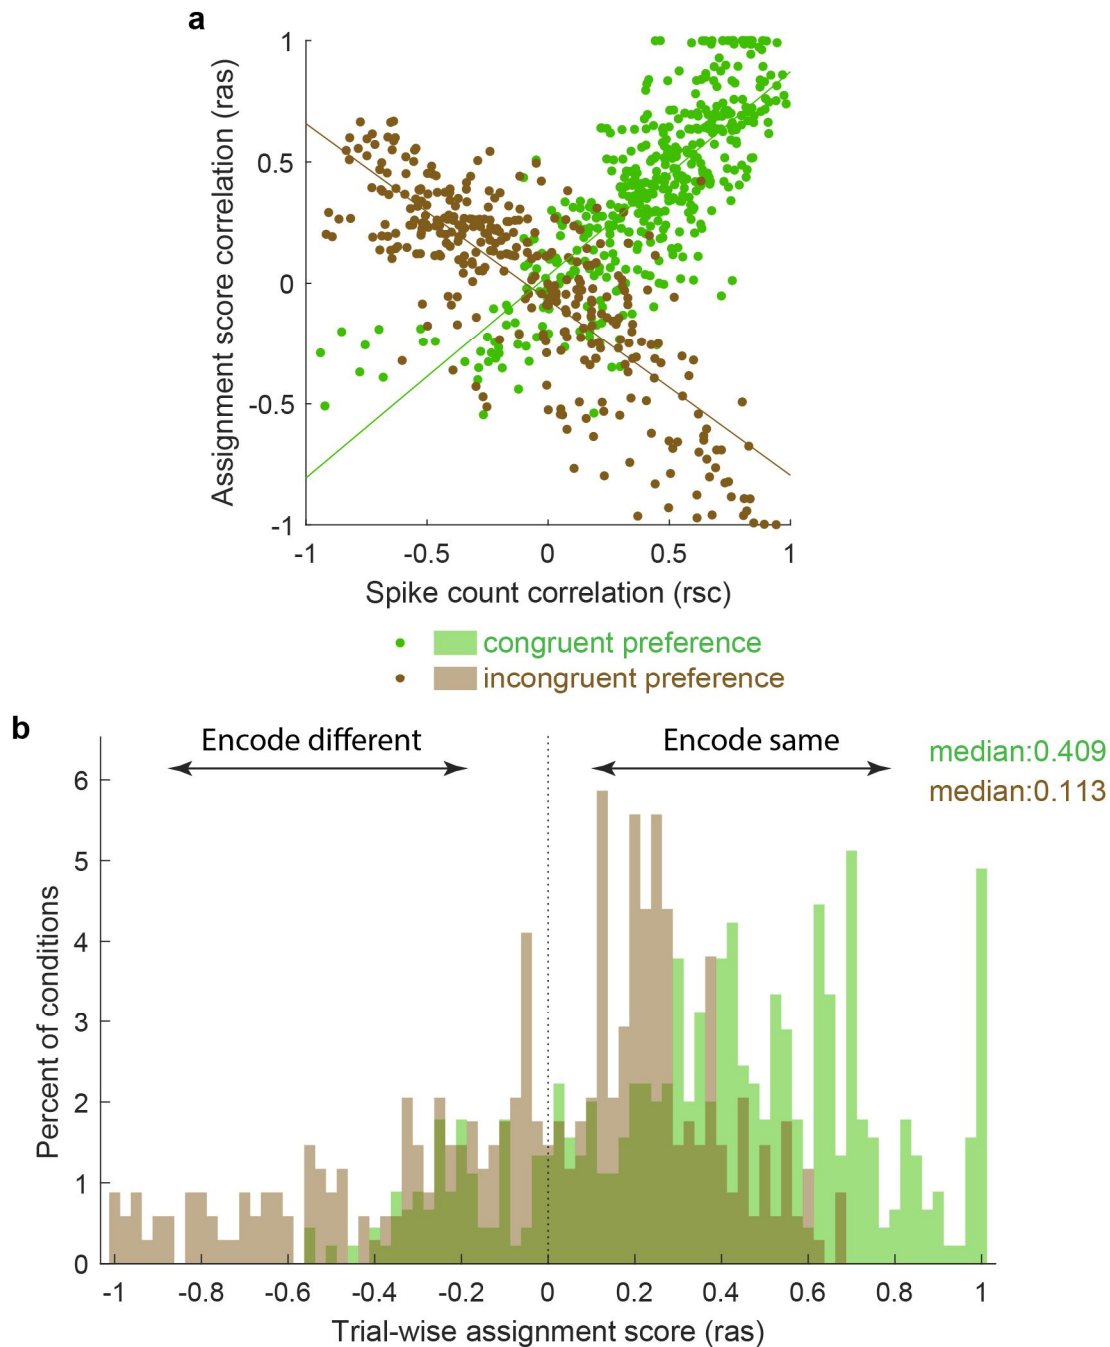 a
Assignment score correlation (ras)
1
0.5
0
-0.5
-1
-1
-0.5
0
0.5
1
Spike count correlation (rsc)
congruent preference
incongruent preference
b
Encode different
Encode same
median:0.409
median:0.113
Percent of conditions
6
5
4
3
2
1
0
-1
-0.8
-0.6
-0.4
-0.2
0
0.2
0.4
0.6
0.8
1
Trial-wise assignment score (ras)